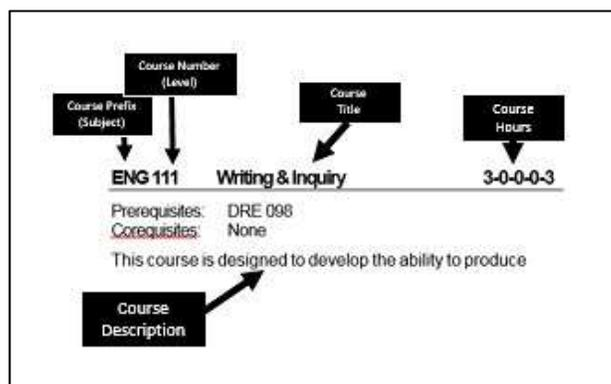 Course Number
(Level)
Course Prefix
(Subject)
Course
Title
Course
Hours
ENG 111 Writing & Inquiry 3-0-0-0-3
Prerequisites: DRE 098
Corequisites: None
This course is designed to develop the ability to produce
Course
Description